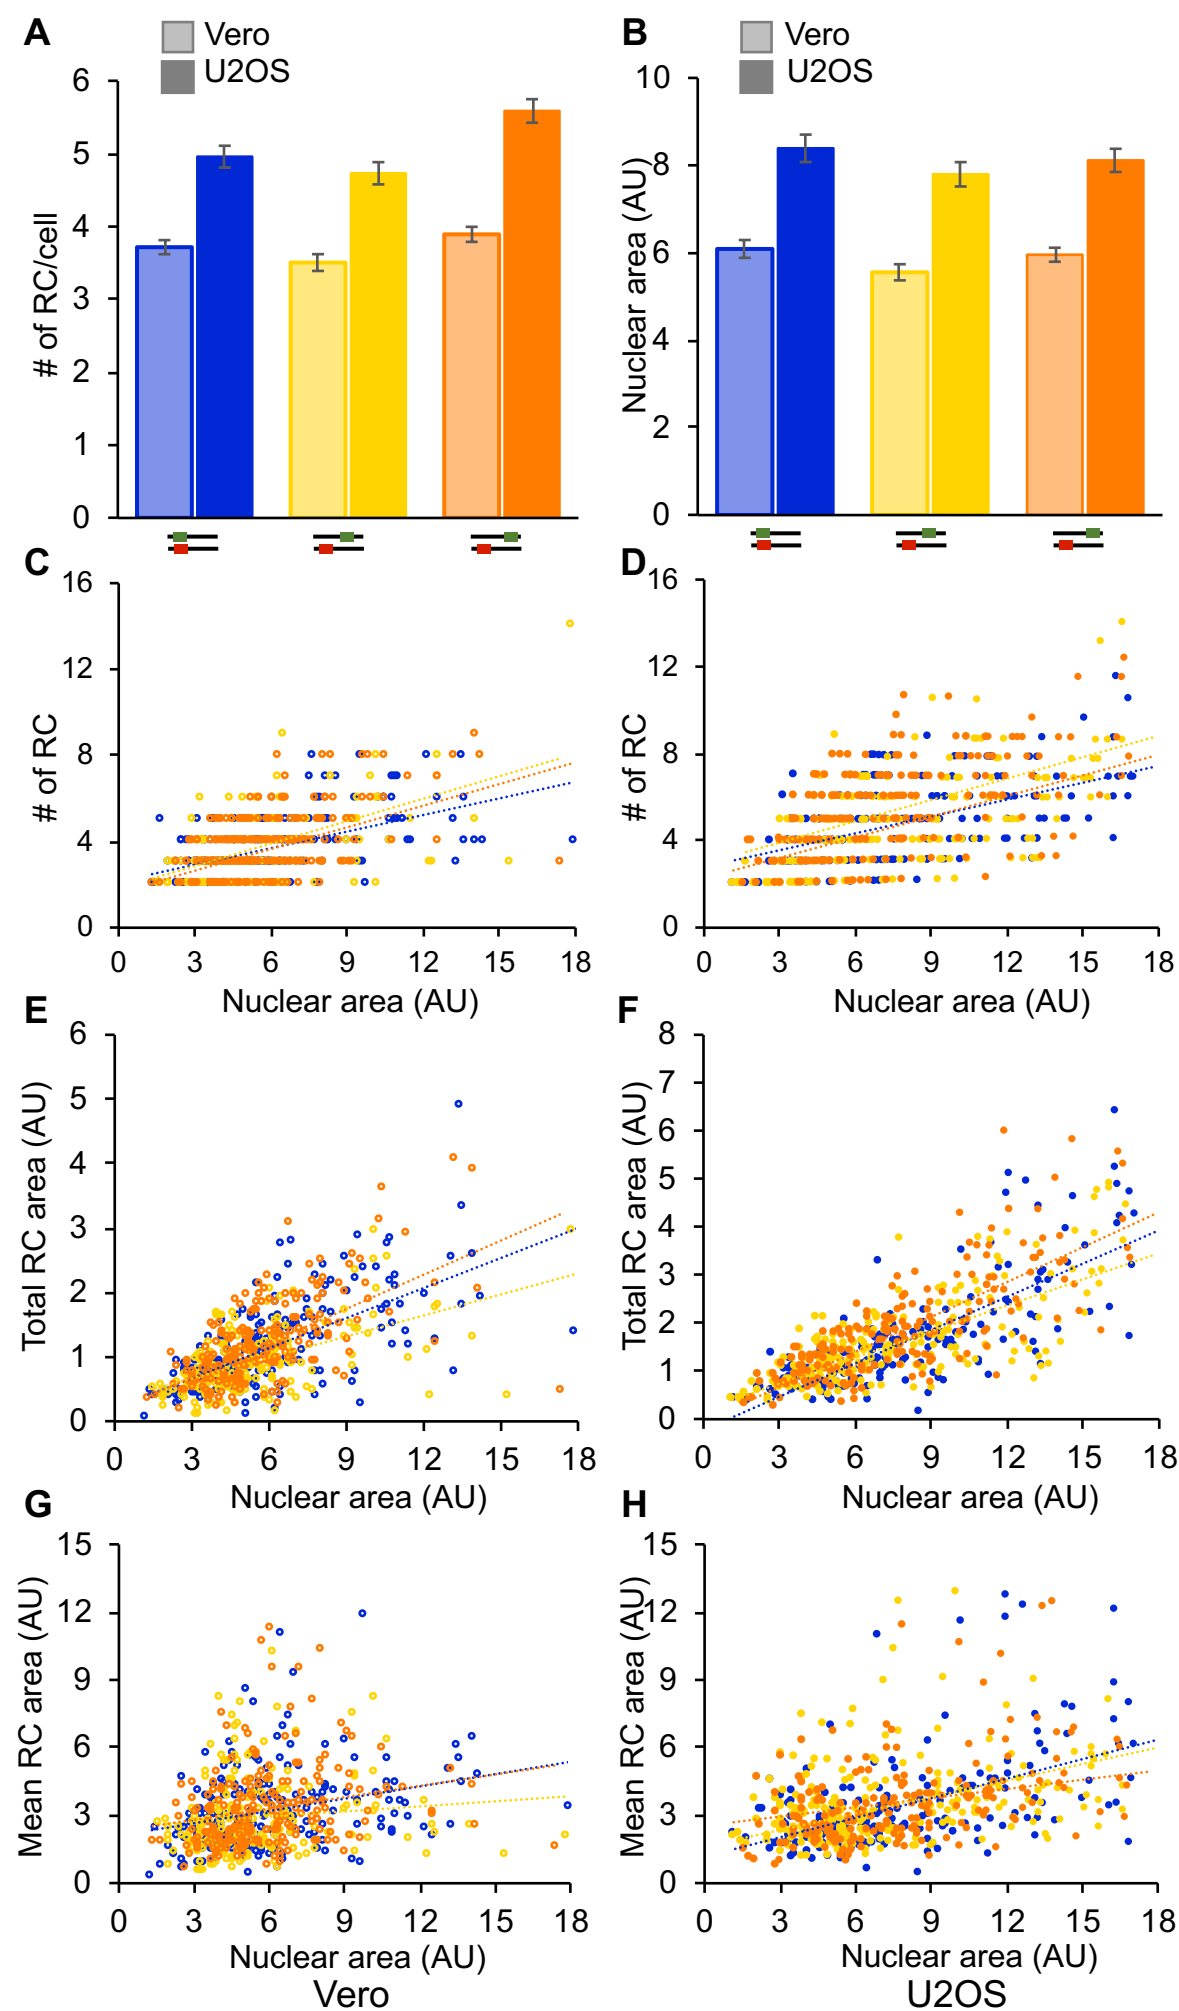 A
Vero
U2OS
6
5
4
3
2
1
0
# of RC/cell
B
Vero
U2OS
10
8
6
4
2
0
Nuclear area (AU)
C
16
12
8
4
0
# of RC
0 3 6 9 12 15 18
Nuclear area (AU)
D
16
12
8
4
0
# of RC
0 3 6 9 12 15 18
Nuclear area (AU)
E
6
5
4
3
2
1
0
Total RC area (AU)
0 3 6 9 12 15 18
Nuclear area (AU)
F
8
7
6
5
4
3
2
1
0
Total RC area (AU)
0 3 6 9 12 15 18
Nuclear area (AU)
G
15
12
9
6
3
0
Mean RC area (AU)
0 3 6 9 12 15 18
Nuclear area (AU)
Vero
H
15
12
9
6
3
0
Mean RC area (AU)
0 3 6 9 12 15 18
Nuclear area (AU)
U2OS